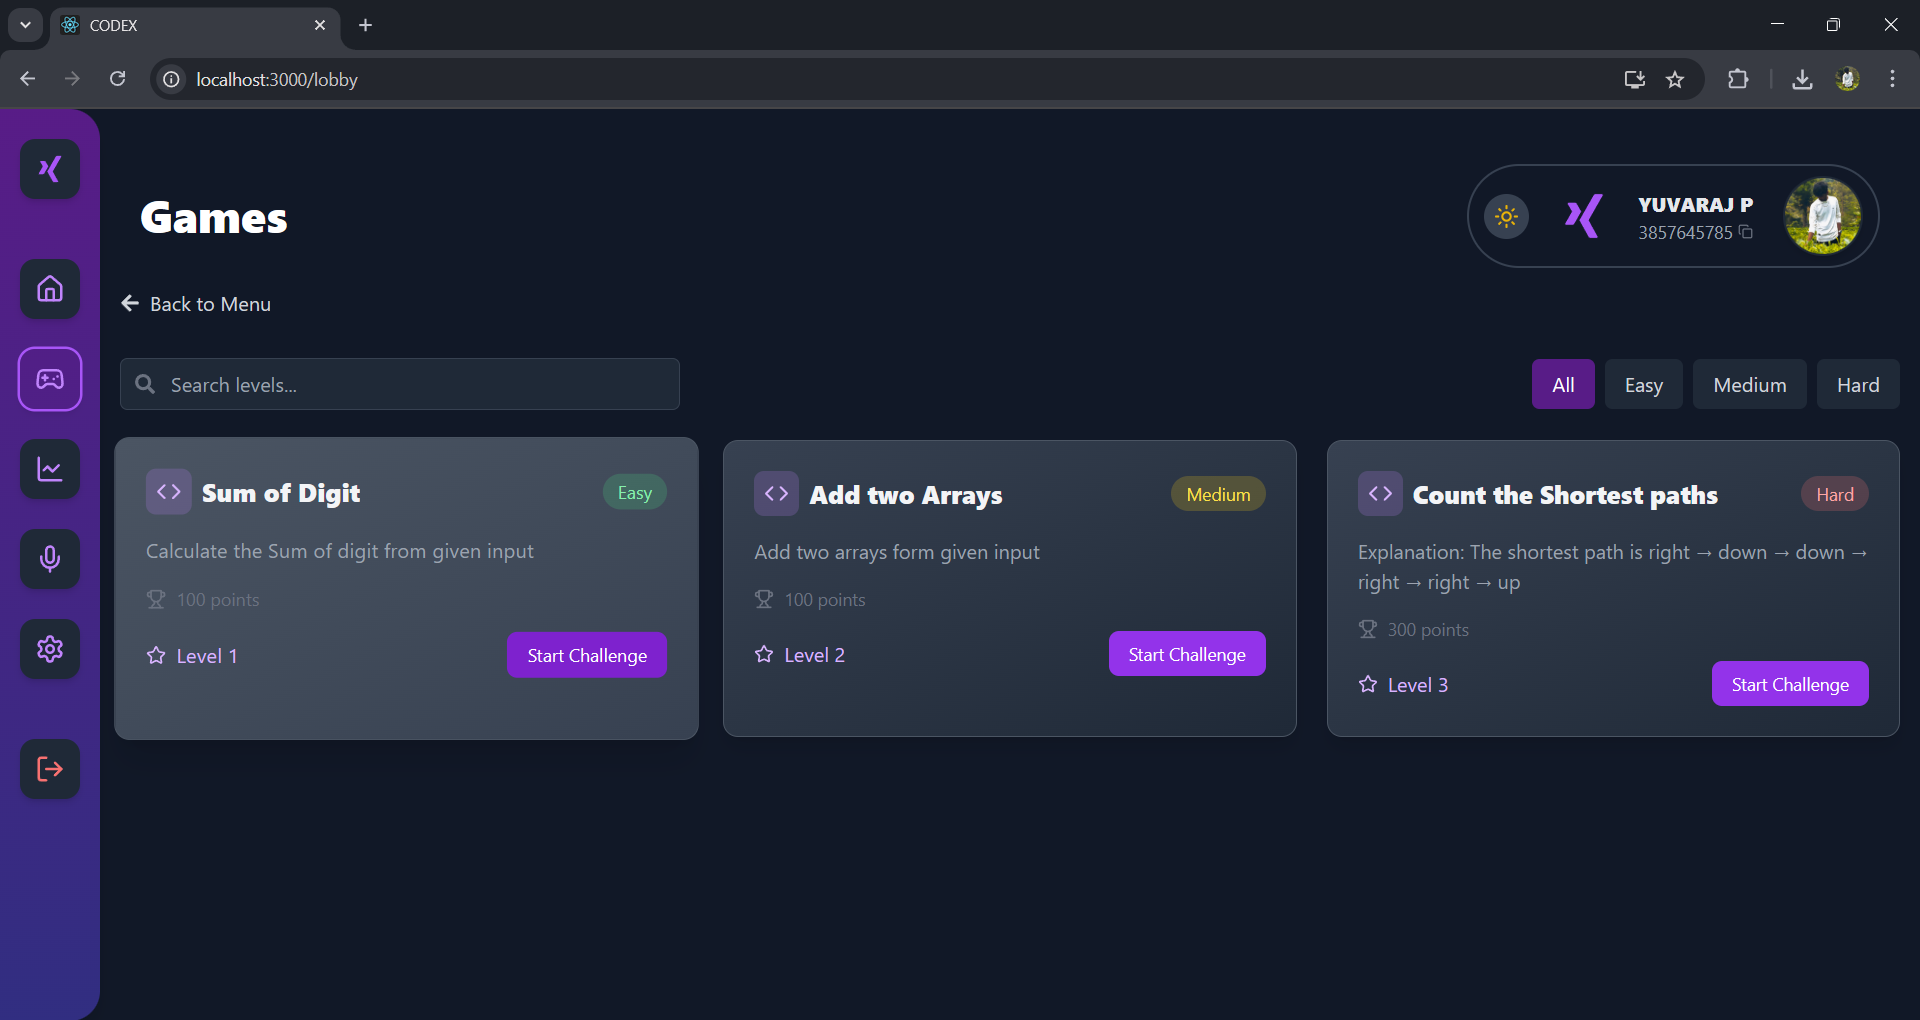 CODEX
localhost:3000/lobby
Games
YUVARAJ P
3857645785
Back to Menu
Search levels...
All
Easy
Medium
Hard
Sum of Digit
Easy
Calculate the Sum of digit from given input
100 points
Level 1
Start Challenge
Add two Arrays
Medium
Add two arrays form given input
100 points
Level 2
Start Challenge
Count the Shortest paths
Hard
Explanation: The shortest path is right → down → down →
right → right → up
300 points
Level 3
Start Challenge